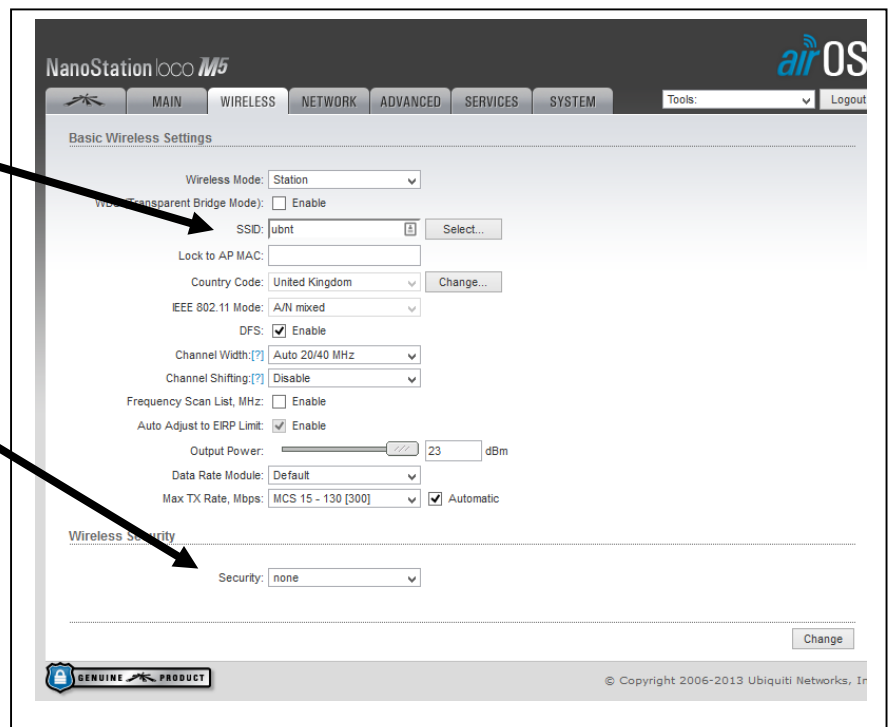 NanoStation loco M5
airOS
MAIN WIRELESS NETWORK ADVANCED SERVICES SYSTEM Tools: Logout
Basic Wireless Settings
Wireless Mode: Station
(Transparent Bridge Mode): Enable
SSID: ubnt Select...
Lock to AP MAC:
Country Code: United Kingdom Change...
IEEE 802.11 Mode: A/N mixed
DFS: Enable
Channel Width:[?] Auto 20/40 MHz
Channel Shifting:[?] Disable
Frequency Scan List, MHz: Enable
Auto Adjust to EIRP Limit: Enable
Output Power: 23 dBm
Data Rate Module: Default
Max TX Rate, Mbps: MCS 15 - 130 [300] Automatic
Wireless Security
Security: none
Change
GENUINE PRODUCT
© Copyright 2006-2013 Ubiquiti Networks,